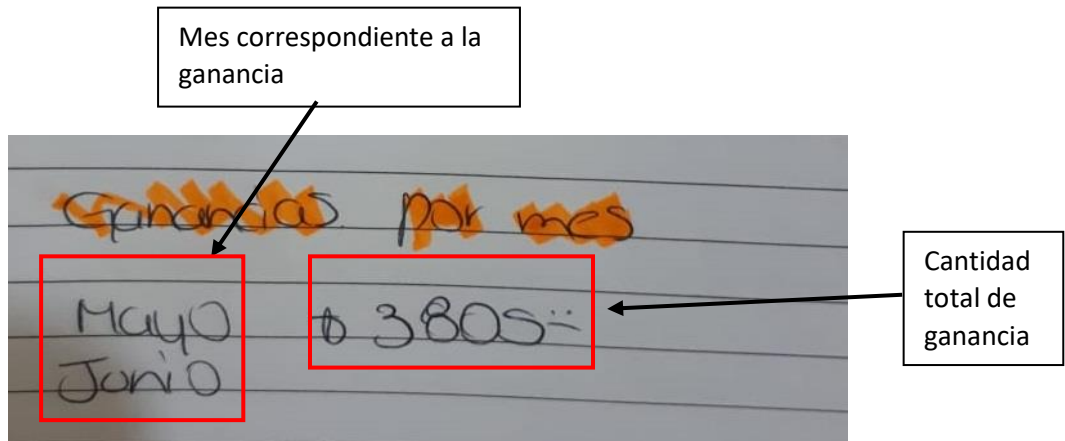 Mes correspondiente a la
ganancia
Ganancias por mes
Mayo $ 3805=
Junio
Cantidad
total de
ganancia